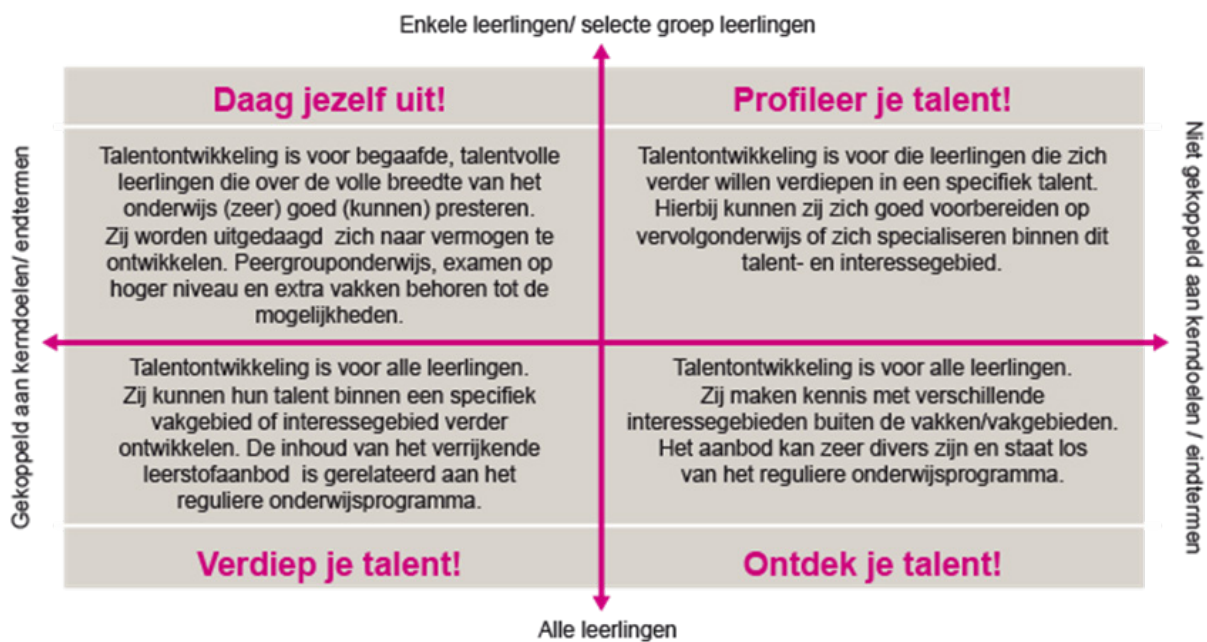 Enkele leerlingen/ selecte groep leerlingen
Daag jezelf uit!
Talentontwikkeling is voor begaafde, talentvolle
leerlingen die over de volle breedte van het
onderwijs (zeer) goed (kunnen) presteren.
Zij worden uitgedaagd zich naar vermogen te
ontwikkelen. Peergrouponderwijs, examen op
hoger niveau en extra vakken behoren tot de
mogelijkheden.
Profileer je talent!
Talentontwikkeling is voor die leerlingen die zich
verder willen verdiepen in een specifiek talent.
Hierbij kunnen zij zich goed voorbereiden op
vervolgonderwijs of zich specialiseren binnen dit
talent- en interessegebied.
Gekoppeld aan kerndoelen/ endtermen
Niet gekoppeld aan kerndoelen / eindtermen
Talentontwikkeling is voor alle leerlingen.
Zij kunnen hun talent binnen een specifiek
vakgebied of interessegebied verder
ontwikkelen. De inhoud van het verrijkende
leerstofaanbod is gerelateerd aan het
reguliere onderwijsprogramma.
Verdiep je talent!
Talentontwikkeling is voor alle leerlingen.
Zij maken kennis met verschillende
interessegebieden buiten de vakken/vakgebieden.
Het aanbod kan zeer divers zijn en staat los
van het reguliere onderwijsprogramma.
Ontdek je talent!
Alle leerlingen